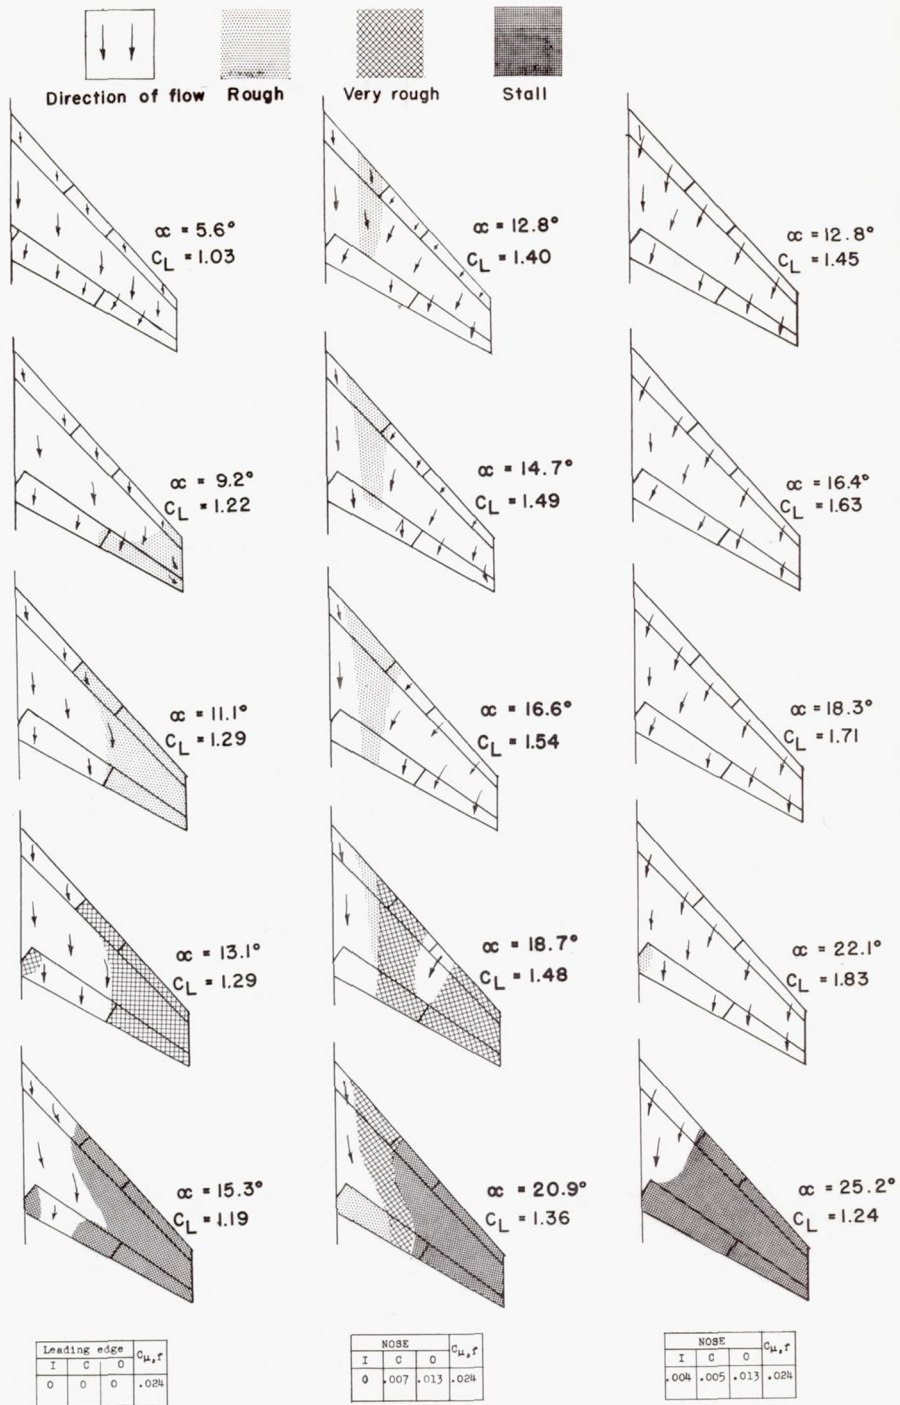 Direction of flow Rough Very rough Stall
∝ = 5.6°
C_L = 1.03
∝ = 12.8°
C_L = 1.40
∝ = 12.8°
C_L = 1.45
∝ = 9.2°
C_L = 1.22
∝ = 14.7°
C_L = 1.49
∝ = 16.4°
C_L = 1.63
∝ = 11.1°
C_L = 1.29
∝ = 16.6°
C_L = 1.54
∝ = 18.3°
C_L = 1.71
∝ = 13.1°
C_L = 1.29
∝ = 18.7°
C_L = 1.48
∝ = 22.1°
C_L = 1.83
∝ = 15.3°
C_L = 1.19
∝ = 20.9°
C_L = 1.36
∝ = 25.2°
C_L = 1.24
Leading edge C_μ,f
I C O
0 0 0 .024
NOSE C_μ,f
I C O
0 .007 .013 .024
NOSE C_μ,f
I C O
.004 .005 .013 .024